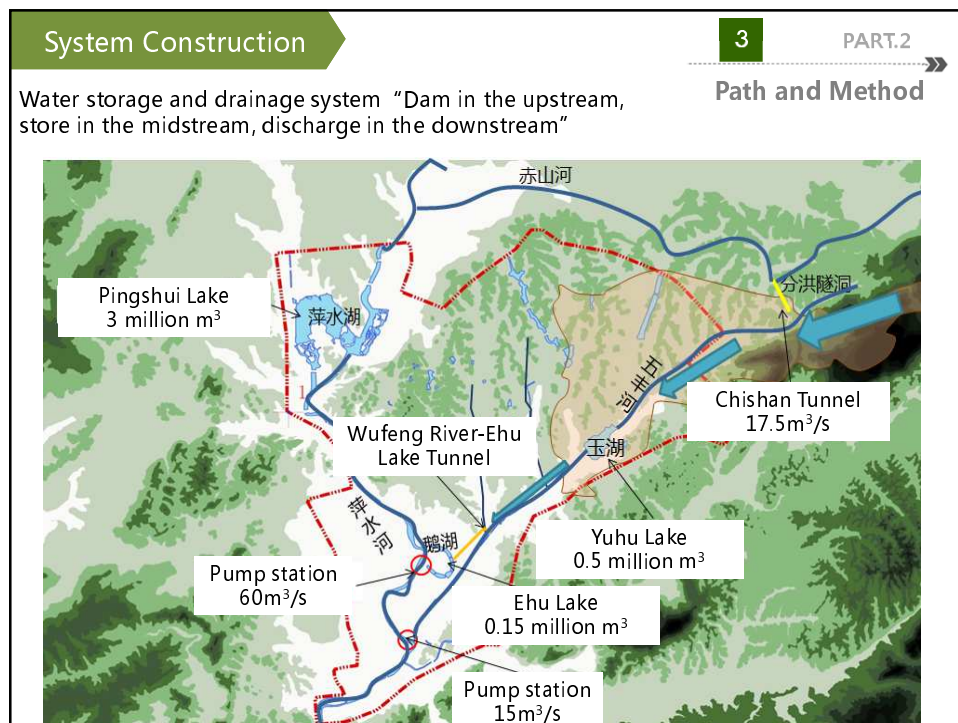 System Construction
3
PART.2
Path and Method
Water storage and drainage system “Dam in the upstream,
store in the midstream, discharge in the downstream”
赤山河
分洪隧洞
Pingshui Lake
3 million m³
萍水湖
五丰河
Chishan Tunnel
17.5m³/s
Wufeng River-Ehu
Lake Tunnel
玉湖
萍水河
鹅湖
Yuhu Lake
0.5 million m³
Pump station
60m³/s
Ehu Lake
0.15 million m³
Pump station
15m³/s